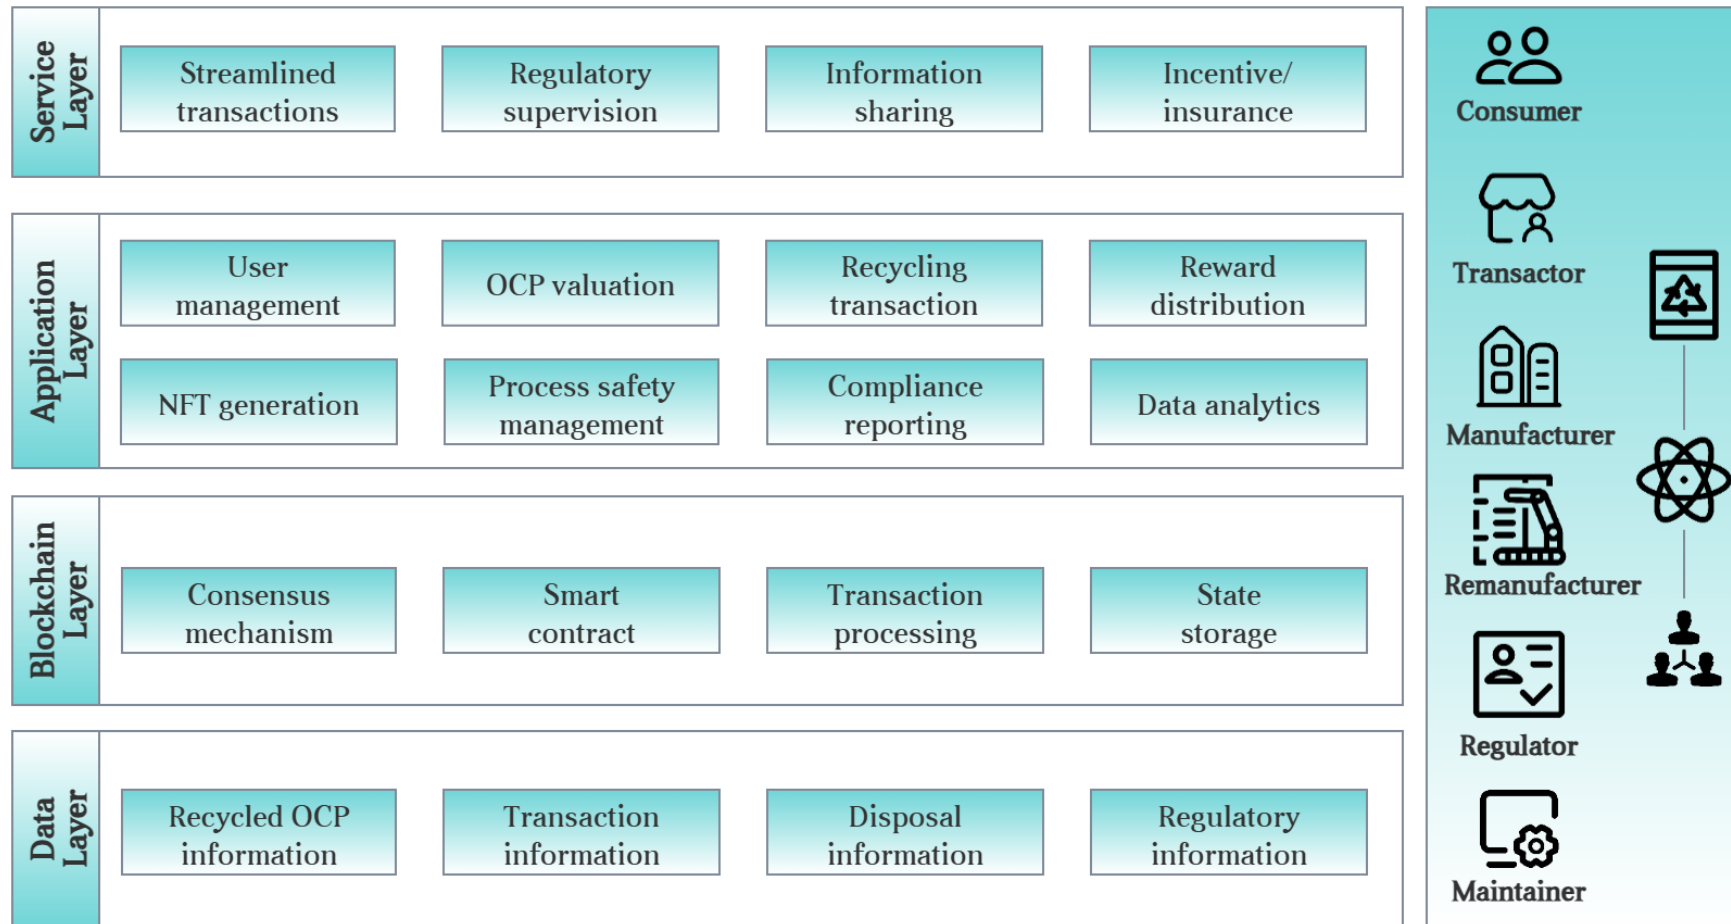 Service
Layer
Streamlined
transactions
Regulatory
supervision
Information
sharing
Incentive/
insurance
Application
Layer
User
management
OCP valuation
Recycling
transaction
Reward
distribution
NFT generation
Process safety
management
Compliance
reporting
Data analytics
Blockchain
Layer
Consensus
mechanism
Smart
contract
Transaction
processing
State
storage
Data
Layer
Recycled OCP
information
Transaction
information
Disposal
information
Regulatory
information
Consumer
Transactor
Manufacturer
Remanufacturer
Regulator
Maintainer